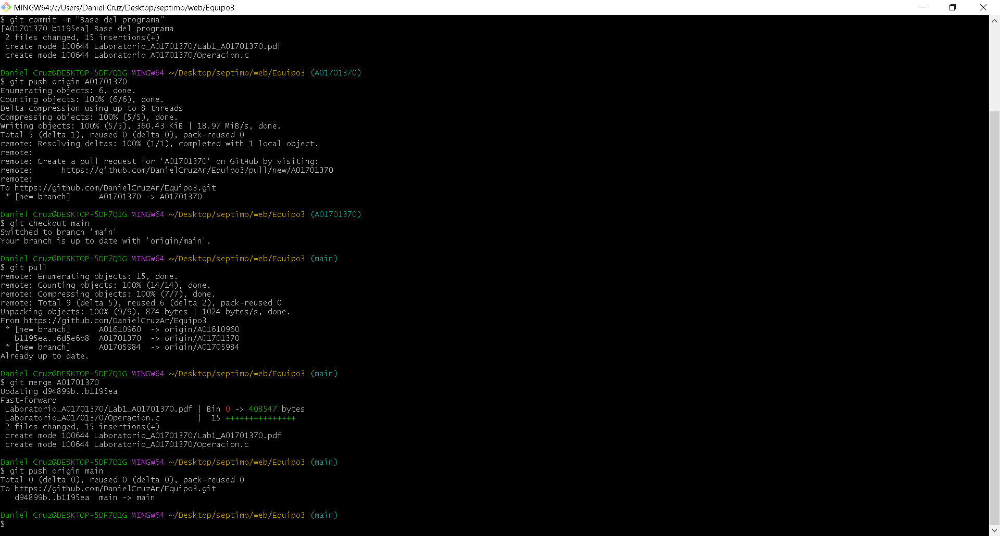 MINGW64:/c/Users/Daniel Cruz/Desktop/septimo/web/Equipo3
$ git commit -m "Base del programa"
[A01701370 b1195ea] Base del programa
 2 files changed, 15 insertions(+)
 create mode 100644 Laboratorio_A01701370/Lab1_A01701370.pdf
 create mode 100644 Laboratorio_A01701370/Operacion.c

Daniel Cruz@DESKTOP-5DF7Q1G MINGW64 ~/Desktop/septimo/web/Equipo3 (A01701370)
$ git push origin A01701370
Enumerating objects: 6, done.
Counting objects: 100% (6/6), done.
Delta compression using up to 8 threads
Compressing objects: 100% (5/5), done.
Writing objects: 100% (5/5), 360.43 KiB | 18.97 MiB/s, done.
Total 5 (delta 1), reused 0 (delta 0), pack-reused 0
remote: Resolving deltas: 100% (1/1), completed with 1 local object.
remote:
remote: Create a pull request for 'A01701370' on GitHub by visiting:
remote:      https://github.com/DanielCruzAr/Equipo3/pull/new/A01701370
remote:
To https://github.com/DanielCruzAr/Equipo3.git
 * [new branch]      A01701370 -> A01701370

Daniel Cruz@DESKTOP-5DF7Q1G MINGW64 ~/Desktop/septimo/web/Equipo3 (A01701370)
$ git checkout main
Switched to branch 'main'
Your branch is up to date with 'origin/main'.

Daniel Cruz@DESKTOP-5DF7Q1G MINGW64 ~/Desktop/septimo/web/Equipo3 (main)
$ git pull
remote: Enumerating objects: 15, done.
remote: Counting objects: 100% (14/14), done.
remote: Compressing objects: 100% (7/7), done.
remote: Total 9 (delta 5), reused 6 (delta 2), pack-reused 0
Unpacking objects: 100% (9/9), 874 bytes | 1024 bytes/s, done.
From https://github.com/DanielCruzAr/Equipo3
 * [new branch]      A01610960  -> origin/A01610960
   b1195ea..6d5e6b8  A01701370  -> origin/A01701370
 * [new branch]      A01705984  -> origin/A01705984
Already up to date.

Daniel Cruz@DESKTOP-5DF7Q1G MINGW64 ~/Desktop/septimo/web/Equipo3 (main)
$ git merge A01701370
Updating d94899b..b1195ea
Fast-forward
 Laboratorio_A01701370/Lab1_A01701370.pdf | Bin 0 -> 408547 bytes
 Laboratorio_A01701370/Operacion.c        |  15 +++++++++++++++
 2 files changed, 15 insertions(+)
 create mode 100644 Laboratorio_A01701370/Lab1_A01701370.pdf
 create mode 100644 Laboratorio_A01701370/Operacion.c

Daniel Cruz@DESKTOP-5DF7Q1G MINGW64 ~/Desktop/septimo/web/Equipo3 (main)
$ git push origin main
Total 0 (delta 0), reused 0 (delta 0), pack-reused 0
To https://github.com/DanielCruzAr/Equipo3.git
   d94899b..b1195ea  main -> main

Daniel Cruz@DESKTOP-5DF7Q1G MINGW64 ~/Desktop/septimo/web/Equipo3 (main)
$